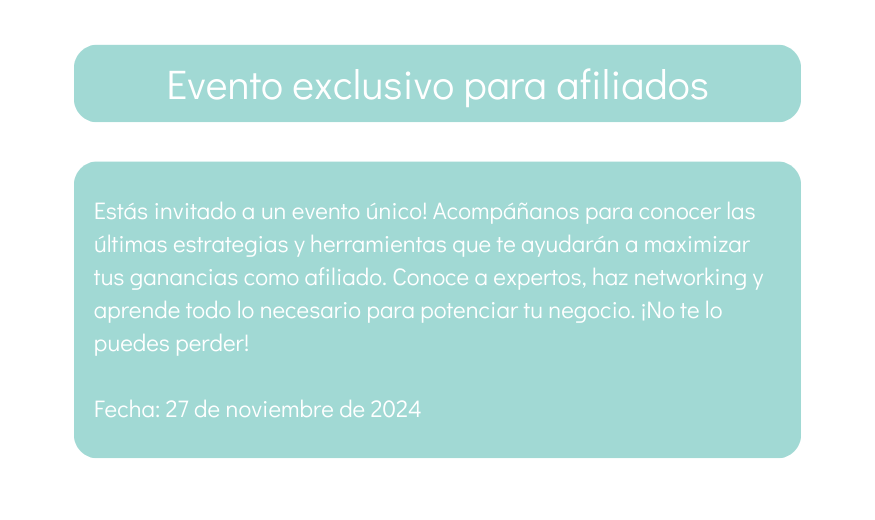 Evento exclusivo para afiliados
Estás invitado a un evento único! Acompáñanos para conocer las
últimas estrategias y herramientas que te ayudarán a maximizar
tus ganancias como afiliado. Conoce a expertos, haz networking y
aprende todo lo necesario para potenciar tu negocio. ¡No te lo
puedes perder!
Fecha: 27 de noviembre de 2024